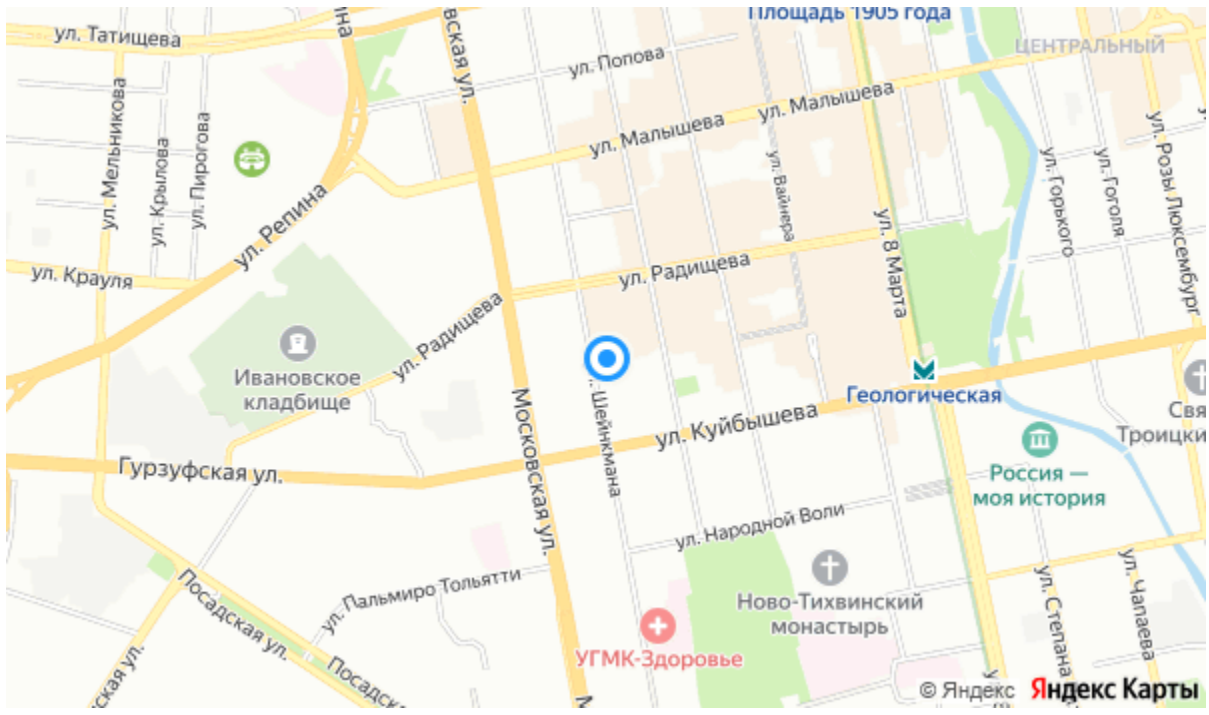 Площадь 1905 года
ул. Татищева
ул. Попова
ЦЕНТРАЛЬНЫЙ
ул. Малышева
ул. Малышева
ул. Мельникова
ул. Крылова
ул. Пирогова
ул. Репина
ул. Вайнера
ул. Горького
ул. Гоголя
ул. Розы Люксембург
ул. 8 Марта
ул. Крауля
ул. Радищева
ул. Радищева
Ивановское
кладбище
Геологическая
Шейнкмана
Московская ул.
ул. Куйбышева
Гурзуфская ул.
Россия —
моя история
ул. Народной Воли
Посадская ул.
ул. Пальмиро Тольятти
Ново-Тихвинский
монастырь
ул. Степана
ул. Чапаева
УГМК-Здоровье
Посадская
© Яндекс Яндекс Карты